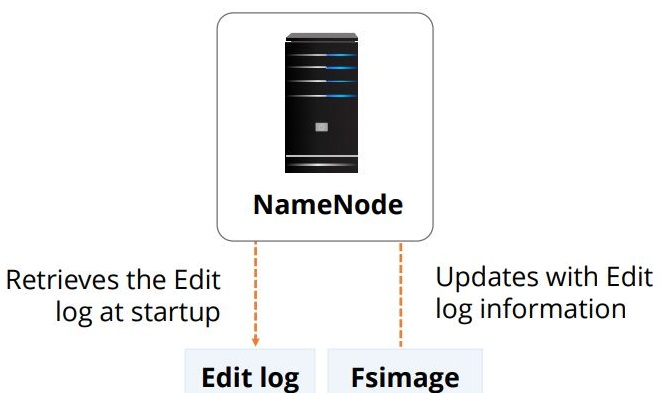 NameNode
Retrieves the Edit
log at startup
Updates with Edit
log information
Edit log
Fsimage